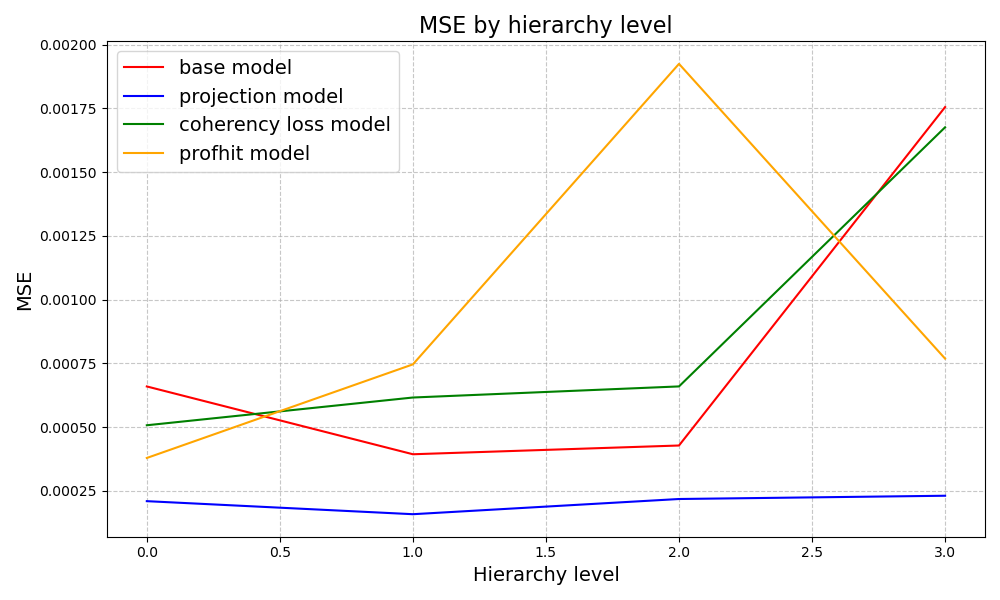 MSE by hierarchy level
base model
projection model
coherency loss model
profhit model
MSE
0.00200
0.00175
0.00150
0.00125
0.00100
0.00075
0.00050
0.00025
0.0 0.5 1.0 1.5 2.0 2.5 3.0
Hierarchy level